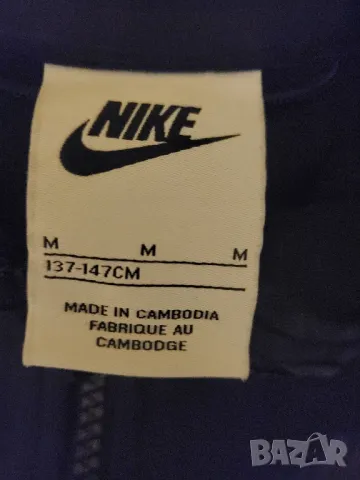 NIKE
M M M
137-147CM
MADE IN CAMBODIA
FABRIQUE AU
CAMBODGE
BAZAR